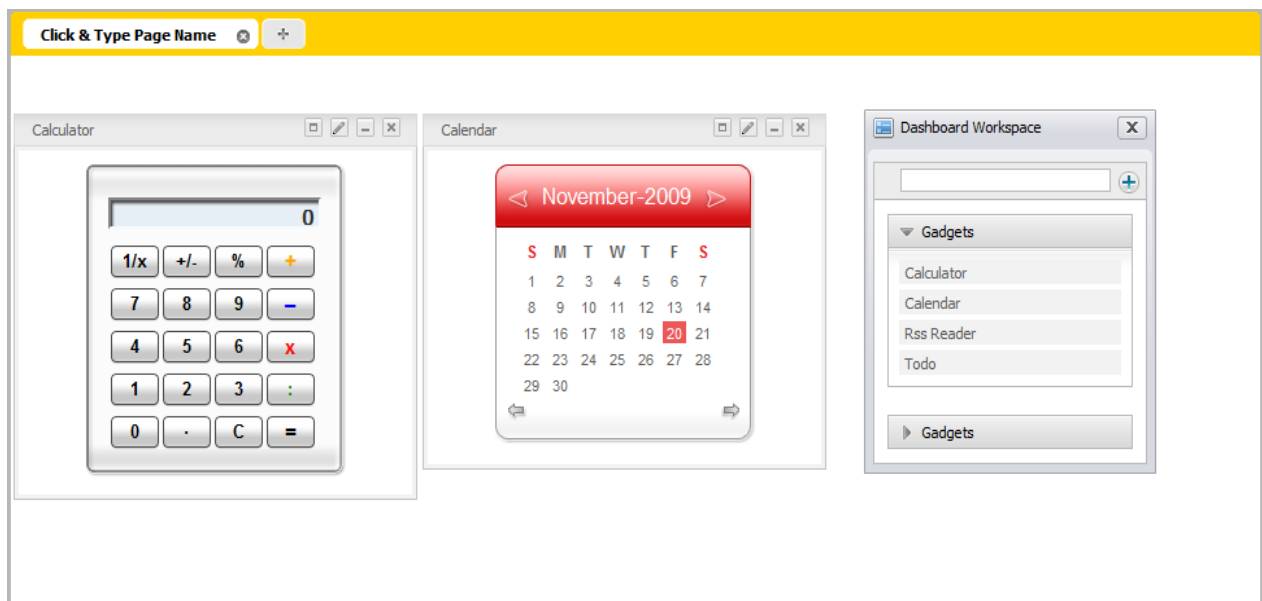 Click & Type Page Name
Calculator
0
1/x +/- % +
7 8 9 –
4 5 6 x
1 2 3 :
0 . C =
Calendar
November-2009
S M T W T F S
1 2 3 4 5 6 7
8 9 10 11 12 13 14
15 16 17 18 19 20 21
22 23 24 25 26 27 28
29 30
Dashboard Workspace
Gadgets
Calculator
Calendar
Rss Reader
Todo
Gadgets